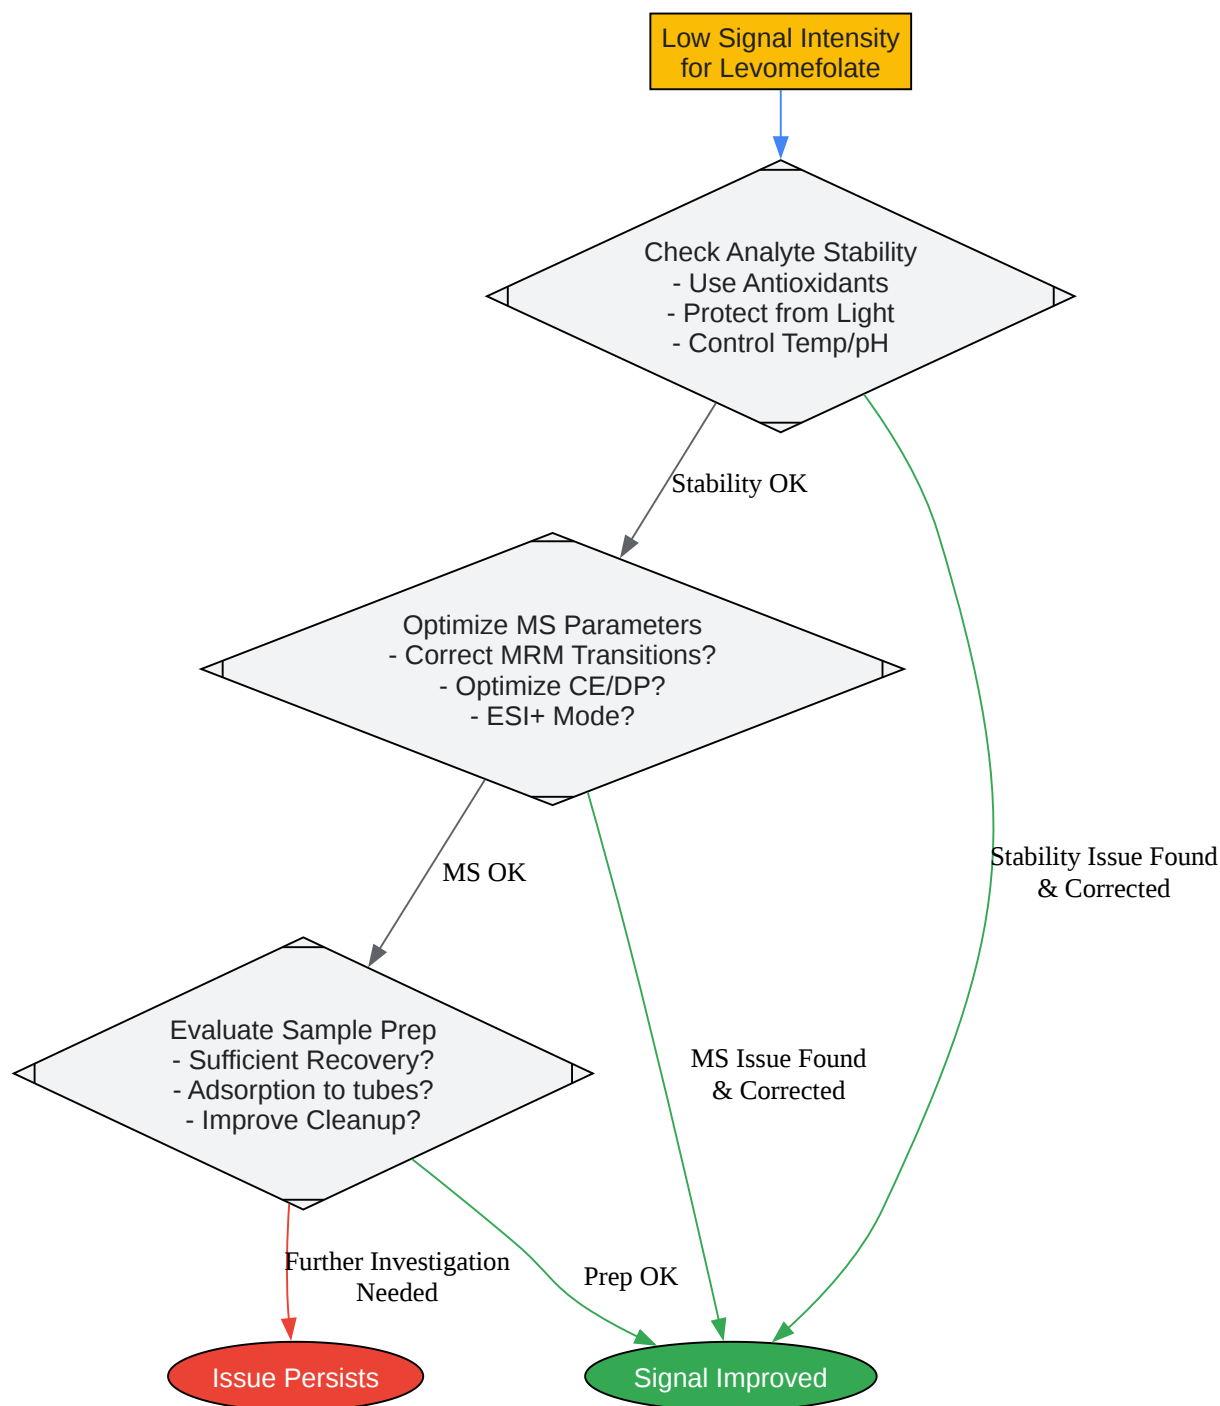 Low Signal Intensity
for Levomefolate
Check Analyte Stability
- Use Antioxidants
- Protect from Light
- Control Temp/pH
Stability OK
Optimize MS Parameters
- Correct MRM Transitions?
- Optimize CE/DP?
- ESI+ Mode?
Stability Issue Found
& Corrected
MS OK
Evaluate Sample Prep
- Sufficient Recovery?
- Adsorption to tubes?
- Improve Cleanup?
MS Issue Found
& Corrected
Further Investigation
Needed
Prep OK
Issue Persists
Signal Improved